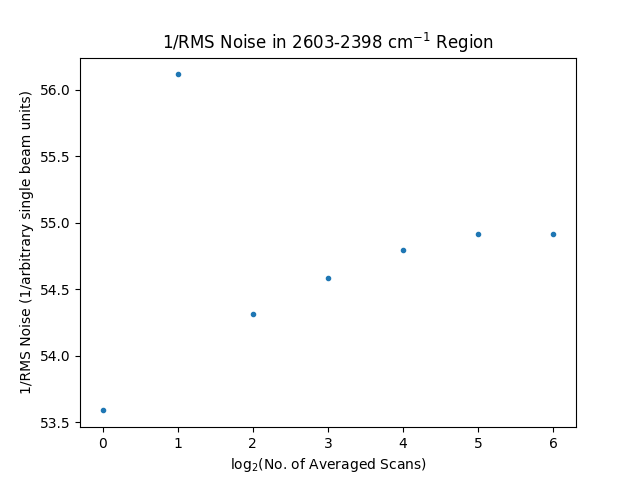 1/RMS Noise in 2603-2398 cm⁻¹ Region
1/RMS Noise (1/arbitrary single beam units)
56.0
55.5
55.0
54.5
54.0
53.5
0 1 2 3 4 5 6
log₂(No. of Averaged Scans)